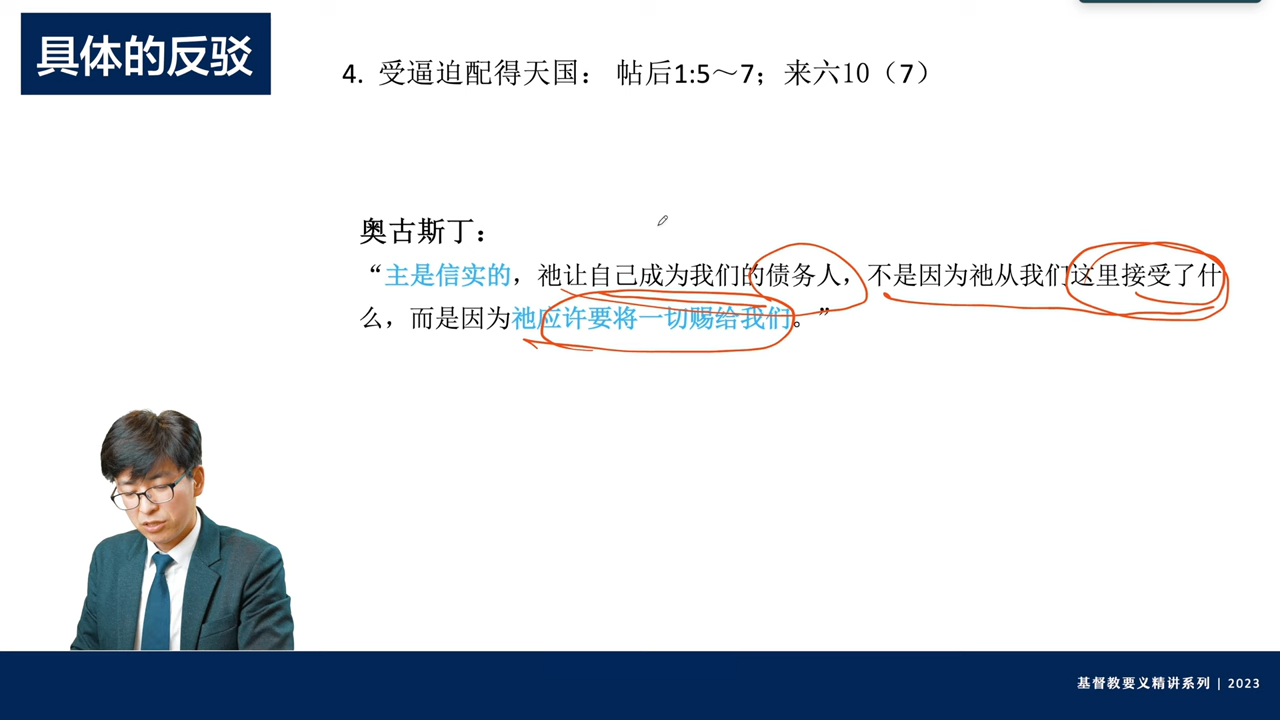 具体的反驳
4. 受逼迫配得天国： 帖后1:5～7；来六10（7）
奥古斯丁：
“主是信实的，祂让自己成为我们的债务人，不是因为祂从我们这里接受了什
么，而是因为祂应许要将一切赐给我们。”
基督教要义精讲系列 | 2023